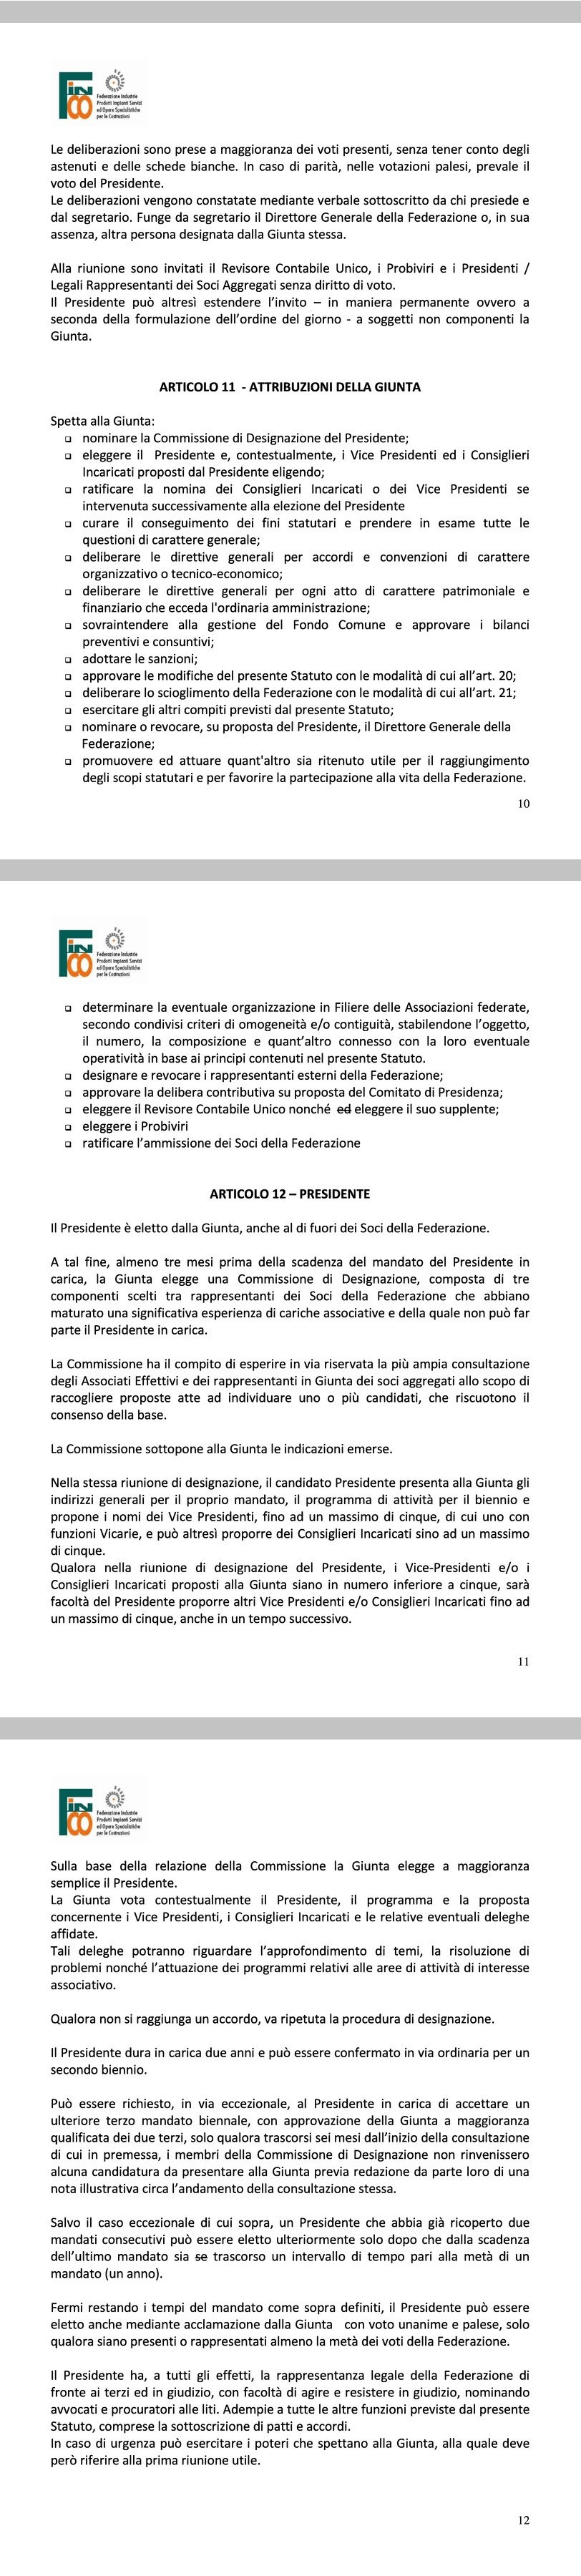 FINCO
Federazione Industrie
Prodotti Impianti Servizi
ed Opere Specialistiche
per le Costruzioni
Le deliberazioni sono prese a maggioranza dei voti presenti, senza tener conto degli
astenuti e delle schede bianche. In caso di parità, nelle votazioni palesi, prevale il
voto del Presidente.
Le deliberazioni vengono constatate mediante verbale sottoscritto da chi presiede e
dal segretario. Funge da segretario il Direttore Generale della Federazione o, in sua
assenza, altra persona designata dalla Giunta stessa.
Alla riunione sono invitati il Revisore Contabile Unico, i Probiviri e i Presidenti /
Legali Rappresentanti dei Soci Aggregati senza diritto di voto.
Il Presidente può altresì estendere l'invito – in maniera permanente ovvero a
seconda della formulazione dell'ordine del giorno - a soggetti non componenti la
Giunta.
ARTICOLO 11 - ATTRIBUZIONI DELLA GIUNTA
Spetta alla Giunta:
❑ nominare la Commissione di Designazione del Presidente;
❑ eleggere il Presidente e, contestualmente, i Vice Presidenti ed i Consiglieri
Incaricati proposti dal Presidente eligendo;
❑ ratificare la nomina dei Consiglieri Incaricati o dei Vice Presidenti se
intervenuta successivamente alla elezione del Presidente
❑ curare il conseguimento dei fini statutari e prendere in esame tutte le
questioni di carattere generale;
❑ deliberare le direttive generali per accordi e convenzioni di carattere
organizzativo o tecnico-economico;
❑ deliberare le direttive generali per ogni atto di carattere patrimoniale e
finanziario che ecceda l'ordinaria amministrazione;
❑ sovraintendere alla gestione del Fondo Comune e approvare i bilanci
preventivi e consuntivi;
❑ adottare le sanzioni;
❑ approvare le modifiche del presente Statuto con le modalità di cui all'art. 20;
❑ deliberare lo scioglimento della Federazione con le modalità di cui all'art. 21;
❑ esercitare gli altri compiti previsti dal presente Statuto;
❑ nominare o revocare, su proposta del Presidente, il Direttore Generale della
Federazione;
❑ promuovere ed attuare quant'altro sia ritenuto utile per il raggiungimento
degli scopi statutari e per favorire la partecipazione alla vita della Federazione.
10
FINCO
Federazione Industrie
Prodotti Impianti Servizi
ed Opere Specialistiche
per le Costruzioni
❑ determinare la eventuale organizzazione in Filiere delle Associazioni federate,
secondo condivisi criteri di omogeneità e/o contiguità, stabilendone l'oggetto,
il numero, la composizione e quant'altro connesso con la loro eventuale
operatività in base ai principi contenuti nel presente Statuto.
❑ designare e revocare i rappresentanti esterni della Federazione;
❑ approvare la delibera contributiva su proposta del Comitato di Presidenza;
❑ eleggere il Revisore Contabile Unico nonché ed eleggere il suo supplente;
❑ eleggere i Probiviri
❑ ratificare l'ammissione dei Soci della Federazione
ARTICOLO 12 – PRESIDENTE
Il Presidente è eletto dalla Giunta, anche al di fuori dei Soci della Federazione.
A tal fine, almeno tre mesi prima della scadenza del mandato del Presidente in
carica, la Giunta elegge una Commissione di Designazione, composta di tre
componenti scelti tra rappresentanti dei Soci della Federazione che abbiano
maturato una significativa esperienza di cariche associative e della quale non può far
parte il Presidente in carica.
La Commissione ha il compito di esperire in via riservata la più ampia consultazione
degli Associati Effettivi e dei rappresentanti in Giunta dei soci aggregati allo scopo di
raccogliere proposte atte ad individuare uno o più candidati, che riscuotono il
consenso della base.
La Commissione sottopone alla Giunta le indicazioni emerse.
Nella stessa riunione di designazione, il candidato Presidente presenta alla Giunta gli
indirizzi generali per il proprio mandato, il programma di attività per il biennio e
propone i nomi dei Vice Presidenti, fino ad un massimo di cinque, di cui uno con
funzioni Vicarie, e può altresì proporre dei Consiglieri Incaricati sino ad un massimo
di cinque.
Qualora nella riunione di designazione del Presidente, i Vice-Presidenti e/o i
Consiglieri Incaricati proposti alla Giunta siano in numero inferiore a cinque, sarà
facoltà del Presidente proporre altri Vice Presidenti e/o Consiglieri Incaricati fino ad
un massimo di cinque, anche in un tempo successivo.
11
FINCO
Federazione Industrie
Prodotti Impianti Servizi
ed Opere Specialistiche
per le Costruzioni
Sulla base della relazione della Commissione la Giunta elegge a maggioranza
semplice il Presidente.
La Giunta vota contestualmente il Presidente, il programma e la proposta
concernente i Vice Presidenti, i Consiglieri Incaricati e le relative eventuali deleghe
affidate.
Tali deleghe potranno riguardare l'approfondimento di temi, la risoluzione di
problemi nonché l'attuazione dei programmi relativi alle aree di attività di interesse
associativo.
Qualora non si raggiunga un accordo, va ripetuta la procedura di designazione.
Il Presidente dura in carica due anni e può essere confermato in via ordinaria per un
secondo biennio.
Può essere richiesto, in via eccezionale, al Presidente in carica di accettare un
ulteriore terzo mandato biennale, con approvazione della Giunta a maggioranza
qualificata dei due terzi, solo qualora trascorsi sei mesi dall'inizio della consultazione
di cui in premessa, i membri della Commissione di Designazione non rinvenissero
alcuna candidatura da presentare alla Giunta previa redazione da parte loro di una
nota illustrativa circa l'andamento della consultazione stessa.
Salvo il caso eccezionale di cui sopra, un Presidente che abbia già ricoperto due
mandati consecutivi può essere eletto ulteriormente solo dopo che dalla scadenza
dell'ultimo mandato sia se trascorso un intervallo di tempo pari alla metà di un
mandato (un anno).
Fermi restando i tempi del mandato come sopra definiti, il Presidente può essere
eletto anche mediante acclamazione dalla Giunta con voto unanime e palese, solo
qualora siano presenti o rappresentati almeno la metà dei voti della Federazione.
Il Presidente ha, a tutti gli effetti, la rappresentanza legale della Federazione di
fronte ai terzi ed in giudizio, con facoltà di agire e resistere in giudizio, nominando
avvocati e procuratori alle liti. Adempie a tutte le altre funzioni previste dal presente
Statuto, comprese la sottoscrizione di patti e accordi.
In caso di urgenza può esercitare i poteri che spettano alla Giunta, alla quale deve
però riferire alla prima riunione utile.
12